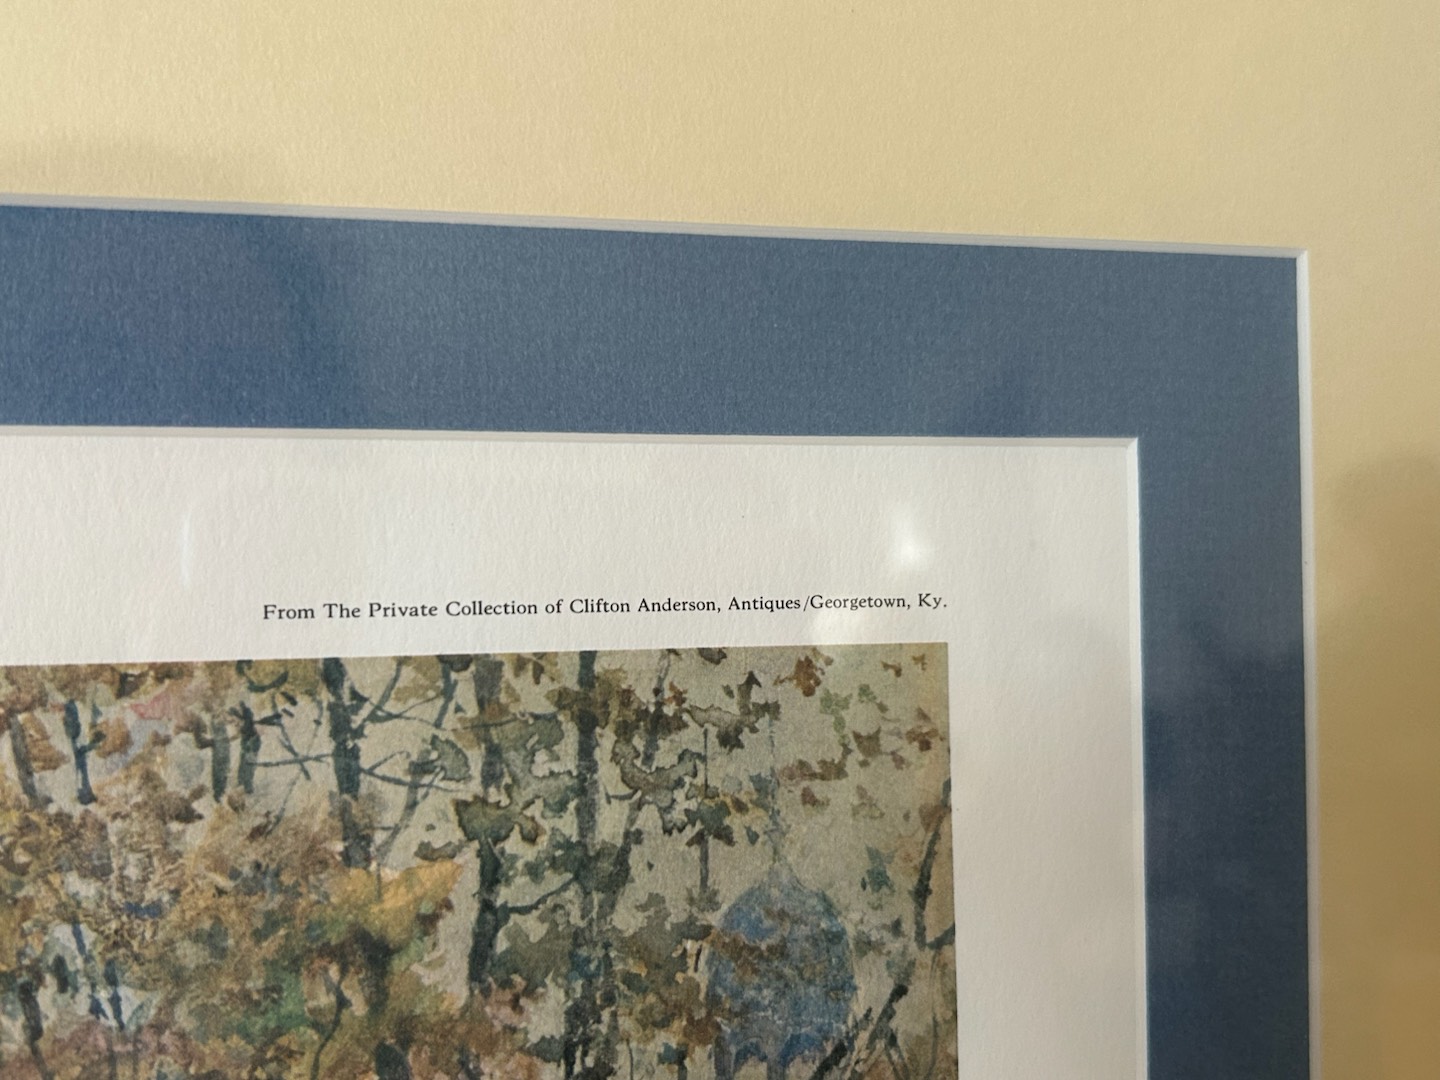 From The Private Collection of Clifton Anderson, Antiques/Georgetown, Ky.